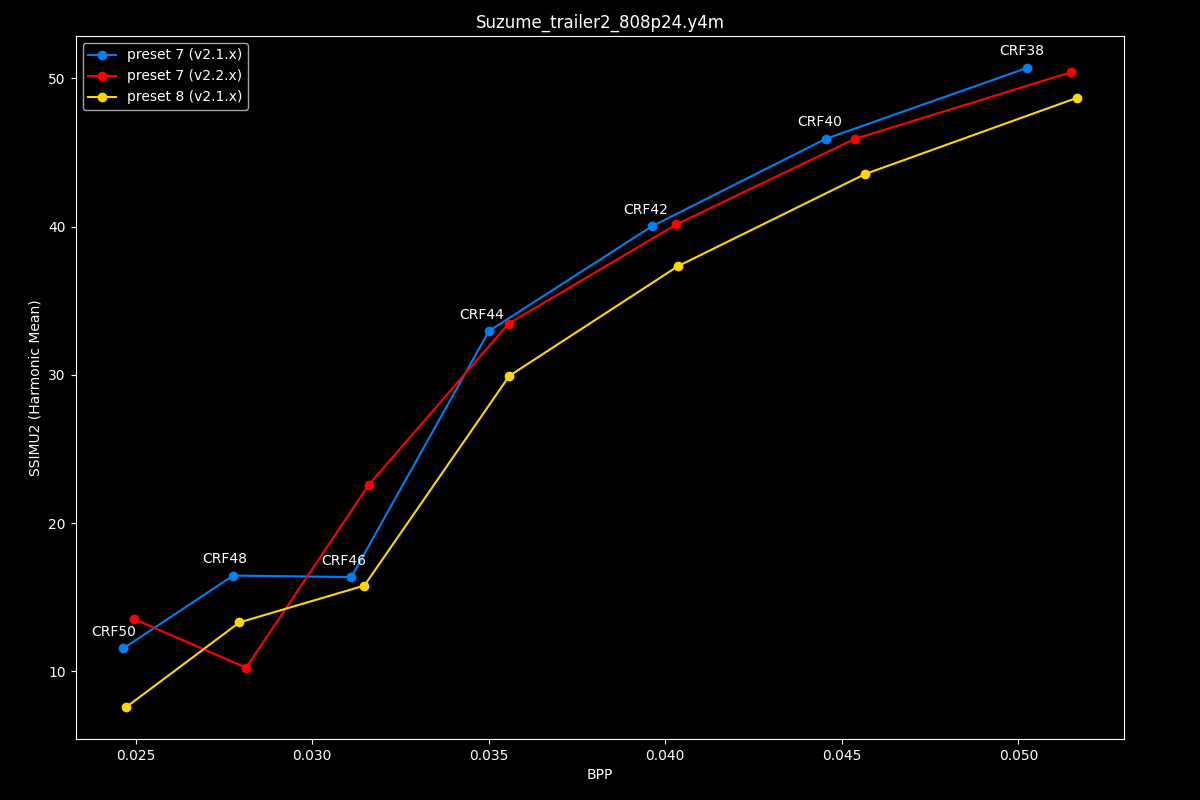 Suzume_trailer2_808p24.y4m
preset 7 (v2.1.x)
preset 7 (v2.2.x)
preset 8 (v2.1.x)
CRF38
CRF40
CRF42
CRF44
CRF46
CRF48
CRF50
50
40
30
20
10
SSIMU2 (Harmonic Mean)
0.025
0.030
0.035
0.040
0.045
0.050
BPP